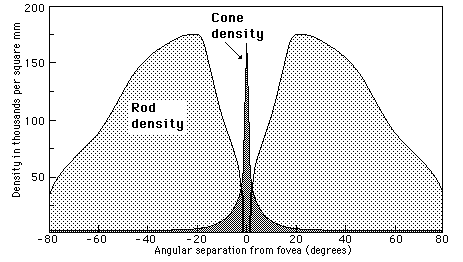 200
Cone
density
150
Rod
density
100
50
Density in thousands per square mm
-80 -60 -40 -20 0 20 40 60 80
Angular separation from fovea (degrees)